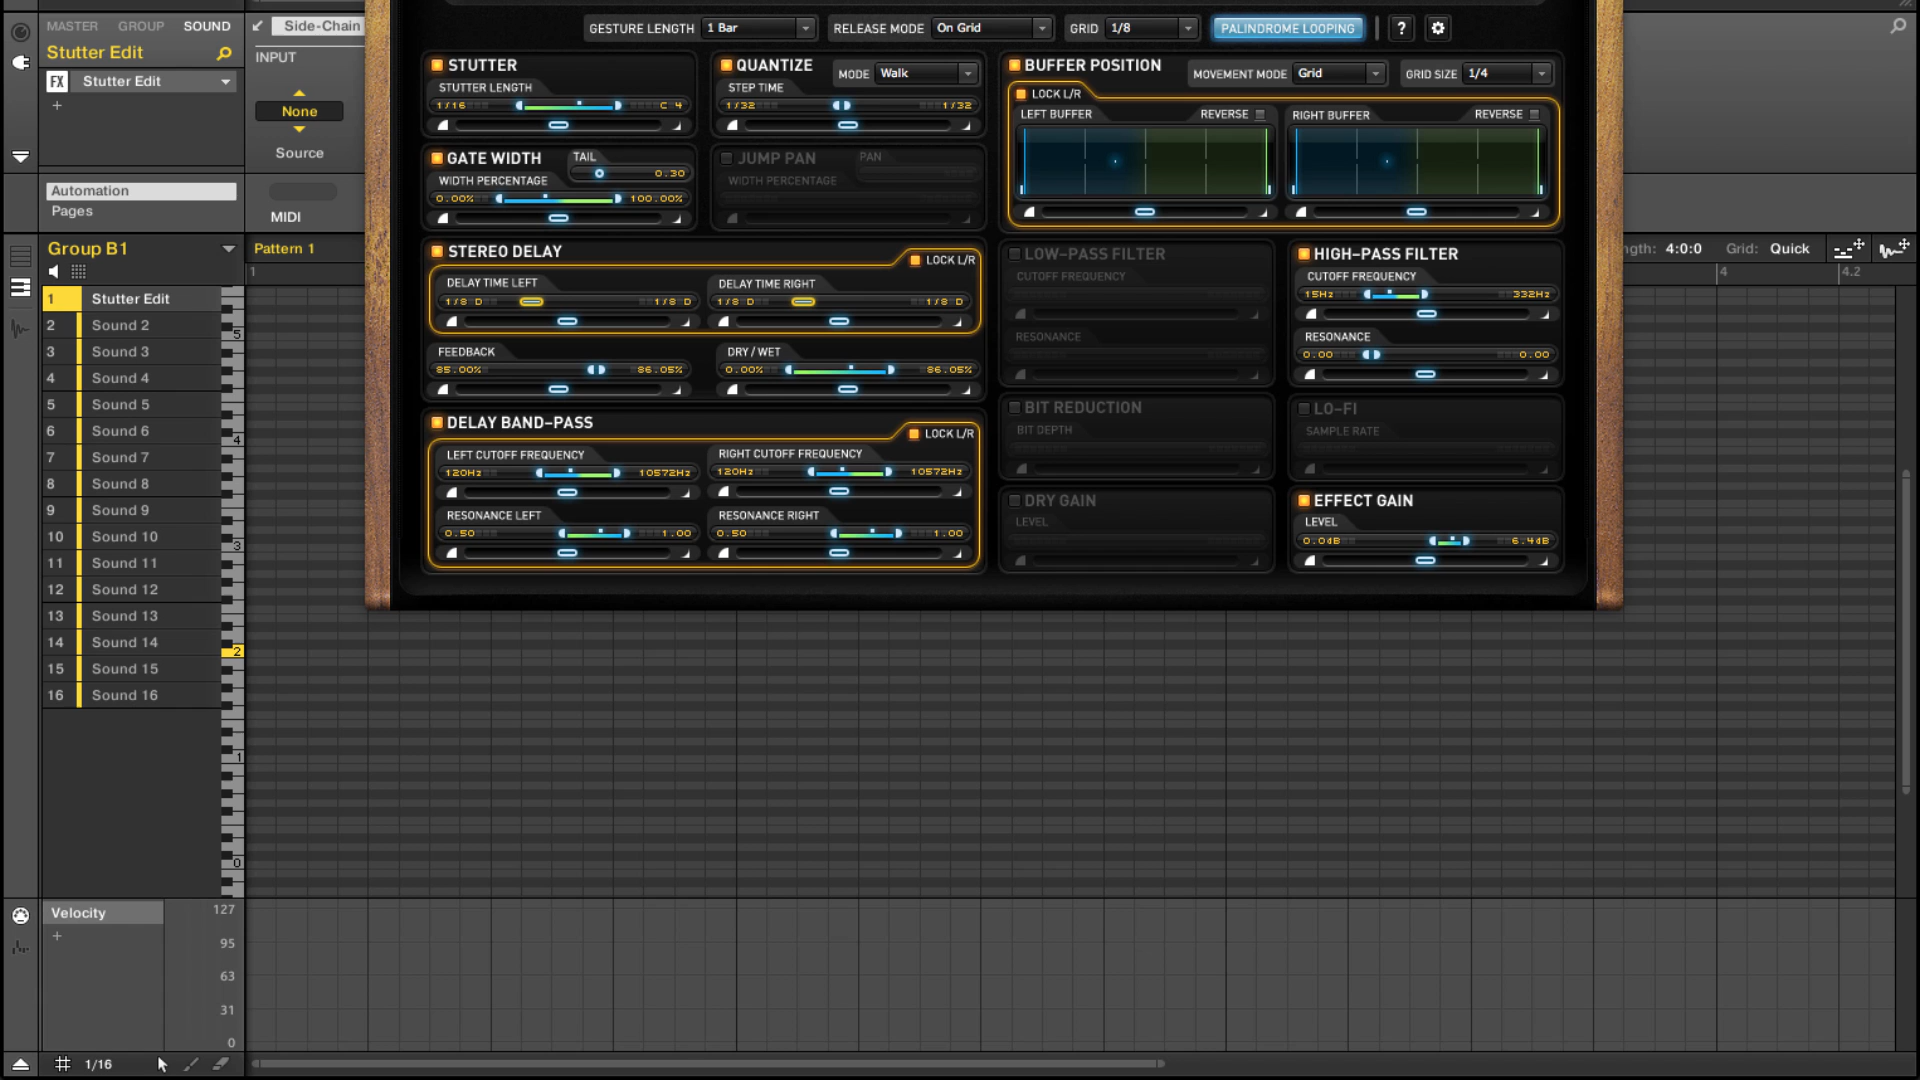 MASTER GROUP SOUND
Side-Chain
Stutter Edit
INPUT
FX Stutter Edit
+
None
Source
Automation
Pages
MIDI
GESTURE LENGTH 1 Bar
RELEASE MODE On Grid
GRID 1/8
PALINDROME LOOPING
?
STUTTER
STUTTER LENGTH
1/16 C 4
QUANTIZE
MODE Walk
STEP TIME
1/32 1/32
BUFFER POSITION
MOVEMENT MODE Grid
GRID SIZE 1/4
LOCK L/R
LEFT BUFFER REVERSE
RIGHT BUFFER REVERSE
GATE WIDTH
TAIL
0.30
WIDTH PERCENTAGE
0.00% 100.00%
JUMP PAN
PAN
WIDTH PERCENTAGE
STEREO DELAY
LOCK L/R
DELAY TIME LEFT
1/8 D 1/8 D
DELAY TIME RIGHT
1/8 D 1/8 D
FEEDBACK
85.00% 86.05%
DRY / WET
0.00% 86.05%
LOW-PASS FILTER
CUTOFF FREQUENCY
RESONANCE
HIGH-PASS FILTER
CUTOFF FREQUENCY
15Hz 332Hz
RESONANCE
0.00 0.00
DELAY BAND-PASS
LOCK L/R
LEFT CUTOFF FREQUENCY
120Hz 10572Hz
RIGHT CUTOFF FREQUENCY
120Hz 10572Hz
RESONANCE LEFT
0.50 1.00
RESONANCE RIGHT
0.50 1.00
BIT REDUCTION
BIT DEPTH
LO-FI
SAMPLE RATE
DRY GAIN
LEVEL
EFFECT GAIN
LEVEL
0.0dB 6.4dB
Group B1
Pattern 1
1
ngth: 4:0:0 Grid: Quick
4 4.2
1 Stutter Edit
2 Sound 2
3 Sound 3
4 Sound 4
5 Sound 5
6 Sound 6
7 Sound 7
8 Sound 8
9 Sound 9
10 Sound 10
11 Sound 11
12 Sound 12
13 Sound 13
14 Sound 14
15 Sound 15
16 Sound 16
5
4
3
2
1
0
Velocity
+
127
95
63
31
0
1/16